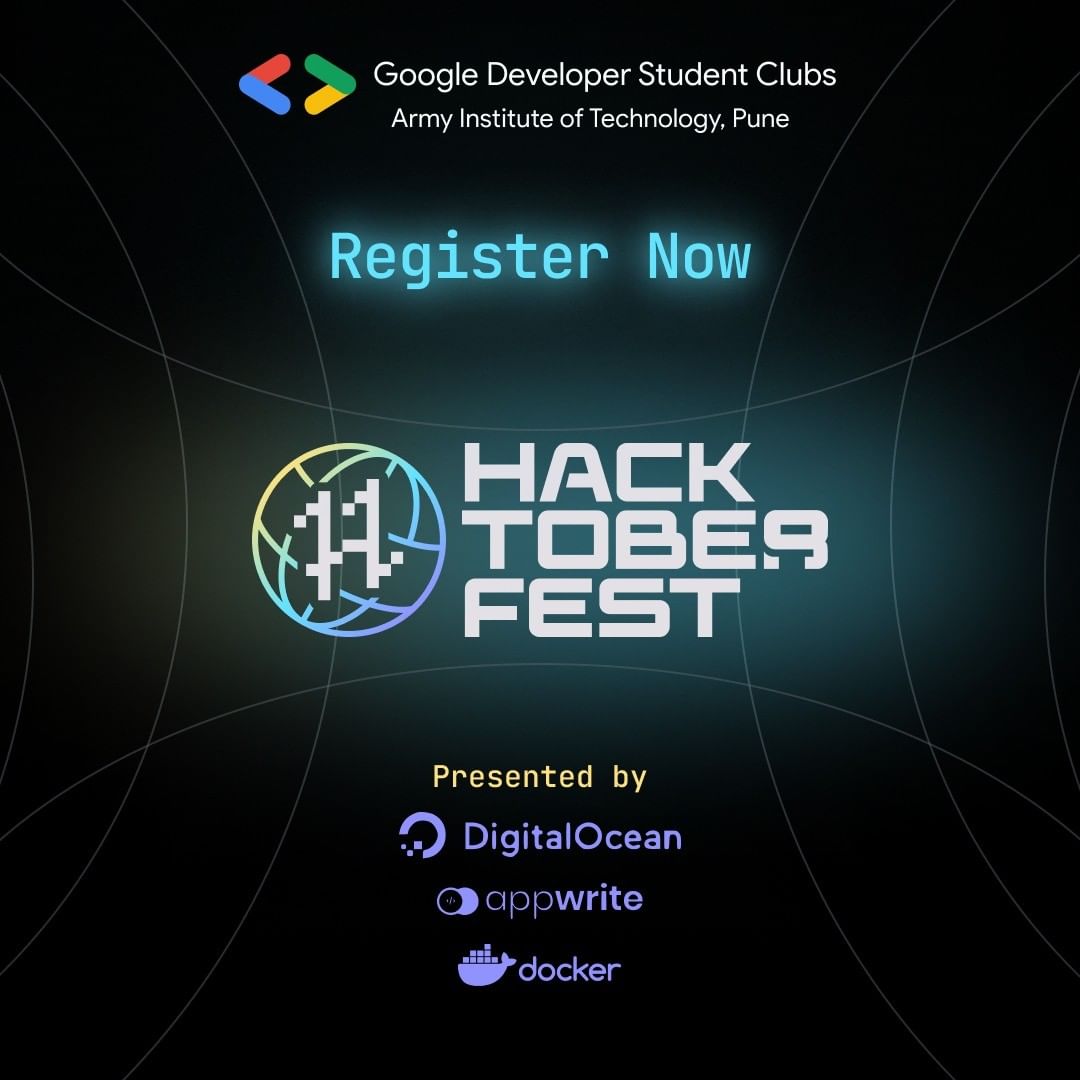 Google Developer Student Clubs
Army Institute of Technology, Pune
Register Now
HACK
TOBER
FEST
Presented by
DigitalOcean
appwrite
docker